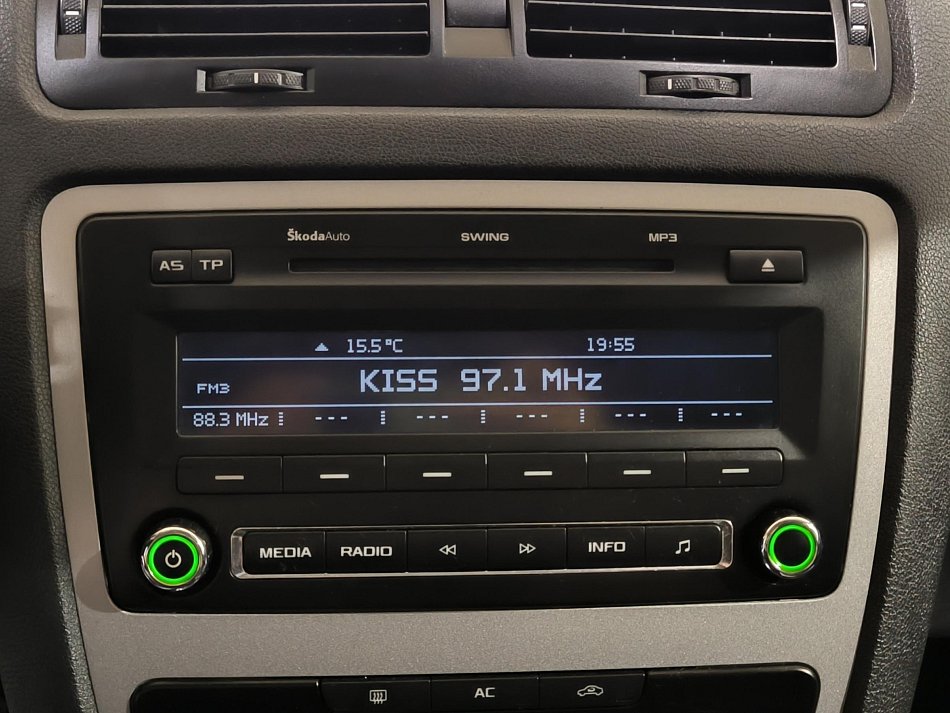 ŠkodaAuto SWING MP3
AS TP
15.5°C 19:55
FM3 KISS 97.1 MHz
88.3 MHz --- --- --- --- ---
MEDIA RADIO INFO
AC